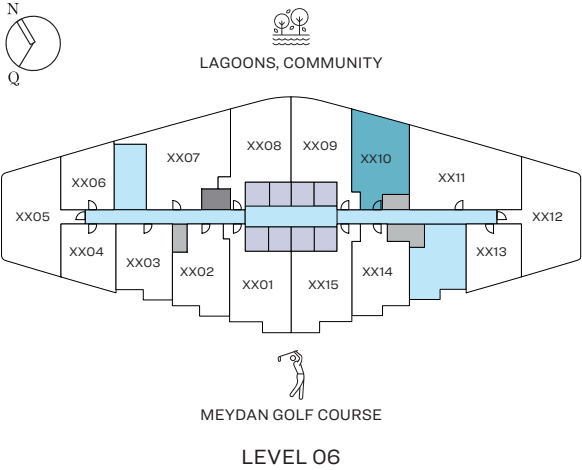 N
Q
LAGOONS, COMMUNITY
XX08
XX09
XX07
XX10
XX06
XX11
XX05
XX12
XX04
XX03
XX02
XX01
XX15
XX14
XX13
MEYDAN GOLF COURSE
LEVEL 06